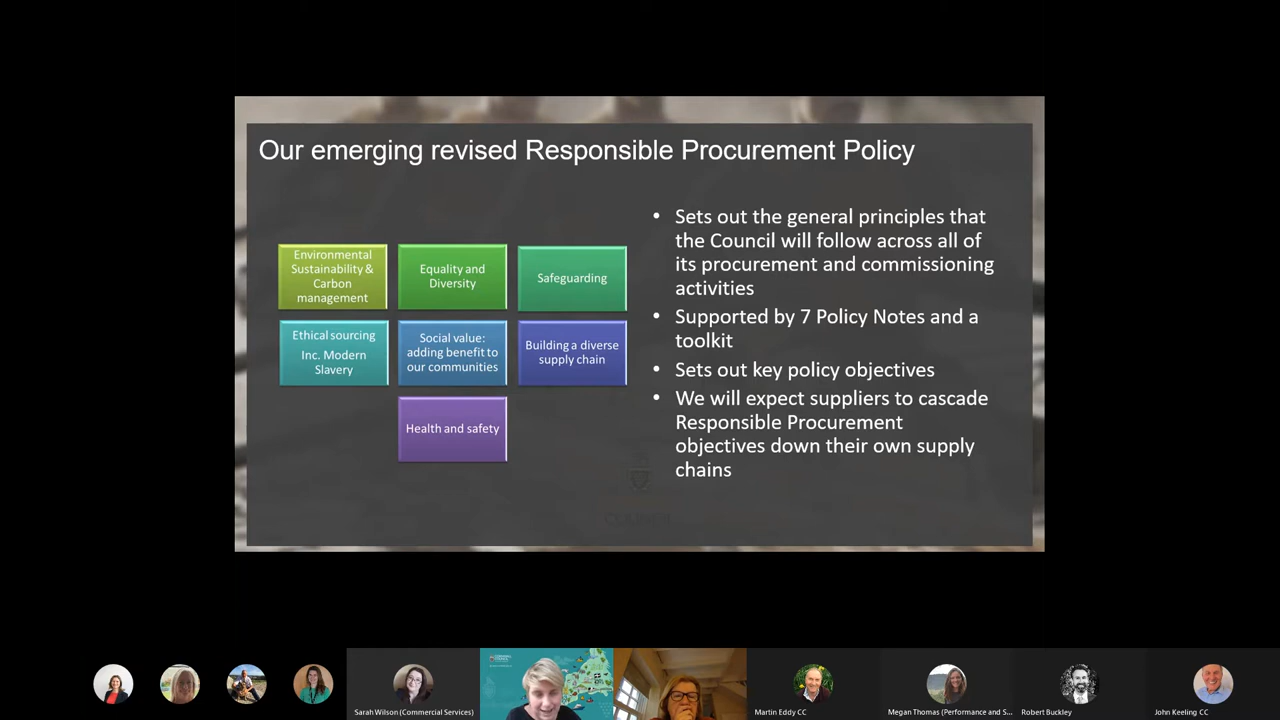 Our emerging revised Responsible Procurement Policy
Environmental
Sustainability &
Carbon
management
Equality and
Diversity
Safeguarding
Ethical sourcing
Inc. Modern
Slavery
Social value:
adding benefit to
our communities
Building a diverse
supply chain
Health and safety
• Sets out the general principles that
the Council will follow across all of
its procurement and commissioning
activities
• Supported by 7 Policy Notes and a
toolkit
• Sets out key policy objectives
• We will expect suppliers to cascade
Responsible Procurement
objectives down their own supply
chains
Sarah Wilson (Commercial Services)
Martin Eddy CC
Megan Thomas (Performance and S...
Robert Buckley
John Keeling CC